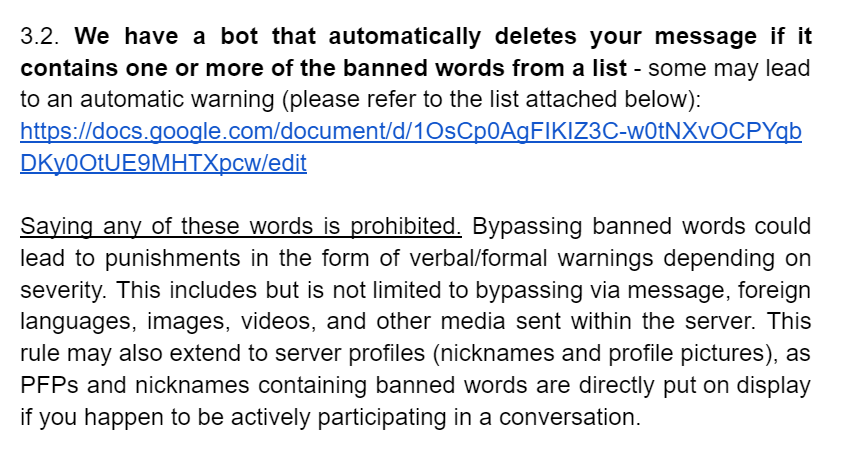 3.2. We have a bot that automatically deletes your message if it
contains one or more of the banned words from a list - some may lead
to an automatic warning (please refer to the list attached below):
https://docs.google.com/document/d/1OsCp0AgFIKIZ3C-w0tNXvOCPYqb
DKy0OtUE9MHTXpcw/edit
Saying any of these words is prohibited. Bypassing banned words could
lead to punishments in the form of verbal/formal warnings depending on
severity. This includes but is not limited to bypassing via message, foreign
languages, images, videos, and other media sent within the server. This
rule may also extend to server profiles (nicknames and profile pictures), as
PFPs and nicknames containing banned words are directly put on display
if you happen to be actively participating in a conversation.